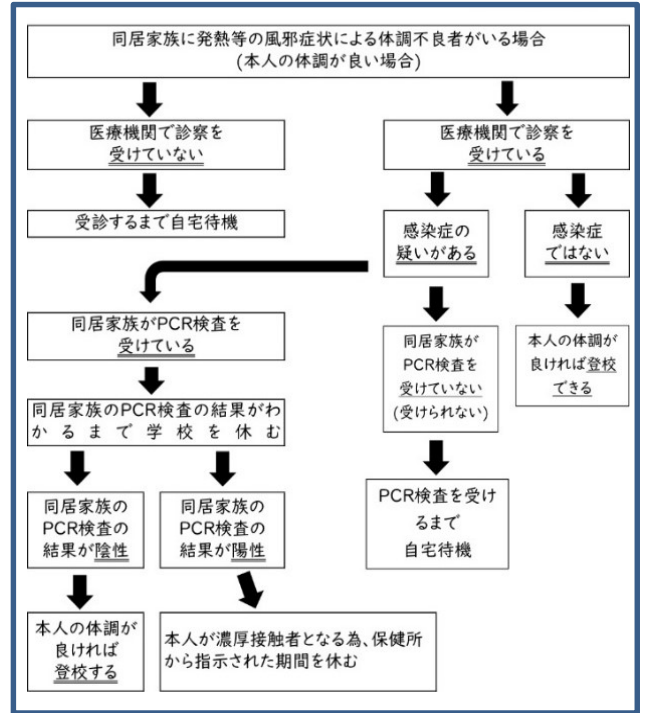 同居家族に発熱等の風邪症状による体調不良者がいる場合
(本人の体調が良い場合)
医療機関で診察を
受けていない
医療機関で診察を
受けている
受診するまで自宅待機
感染症の
疑いがある
感染症
ではない
同居家族がPCR検査を
受けている
同居家族が
PCR検査を
受けていない
(受けられない)
本人の体調が
良ければ登校
できる
同居家族のPCR検査の結果がわ
かるまで学校を休む
PCR検査を受け
るまで
自宅待機
同居家族の
PCR検査の
結果が陰性
同居家族の
PCR検査の
結果が陽性
本人の体調が
良ければ
登校する
本人が濃厚接触者となる為、保健所
から指示された期間を休む